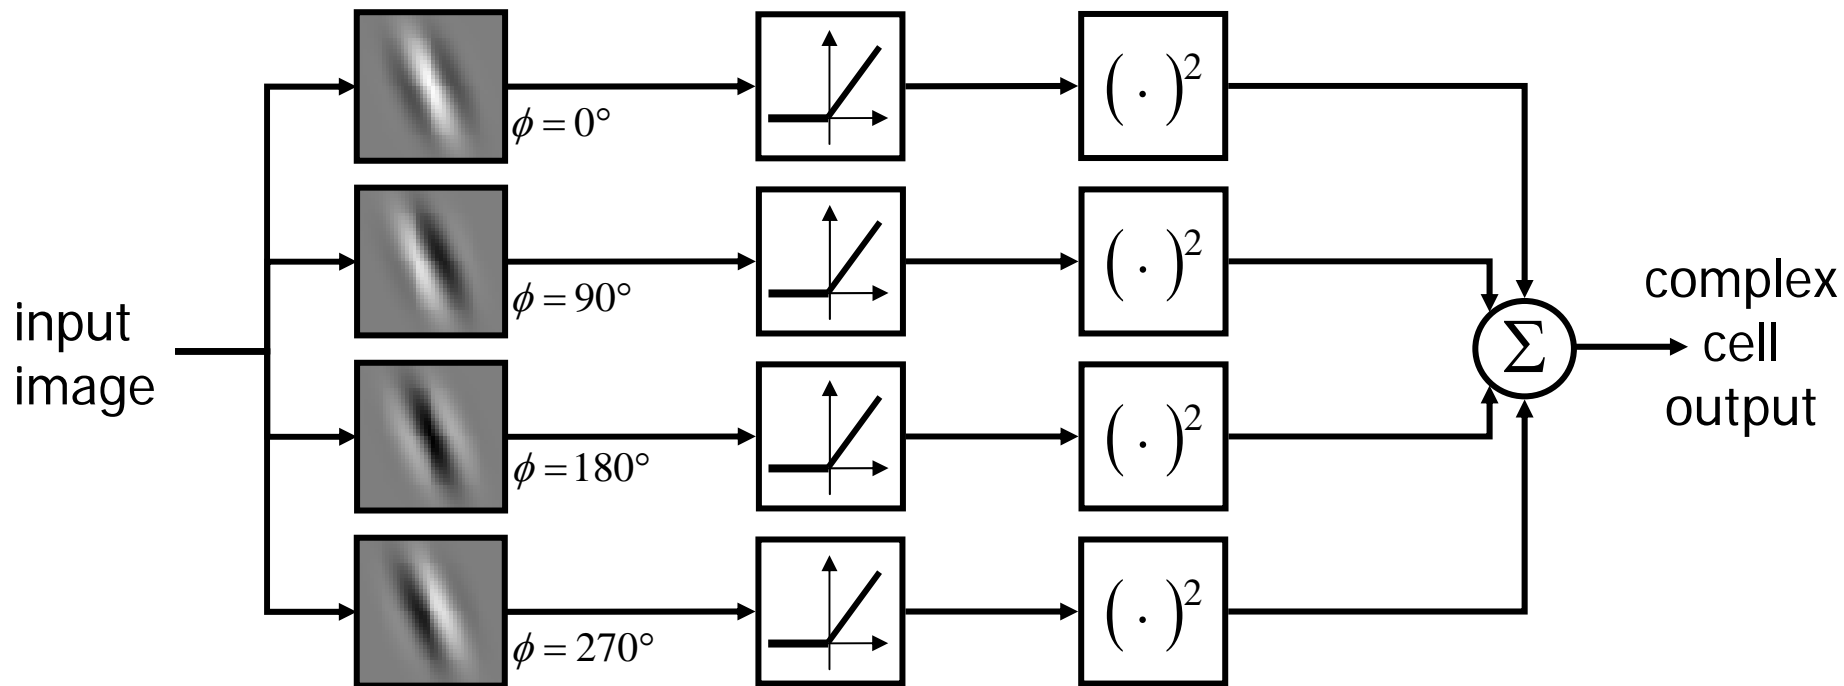 input
image
ϕ = 0°
ϕ = 90°
ϕ = 180°
ϕ = 270°
( . )²
( . )²
( . )²
( . )²
Σ
complex
cell
output